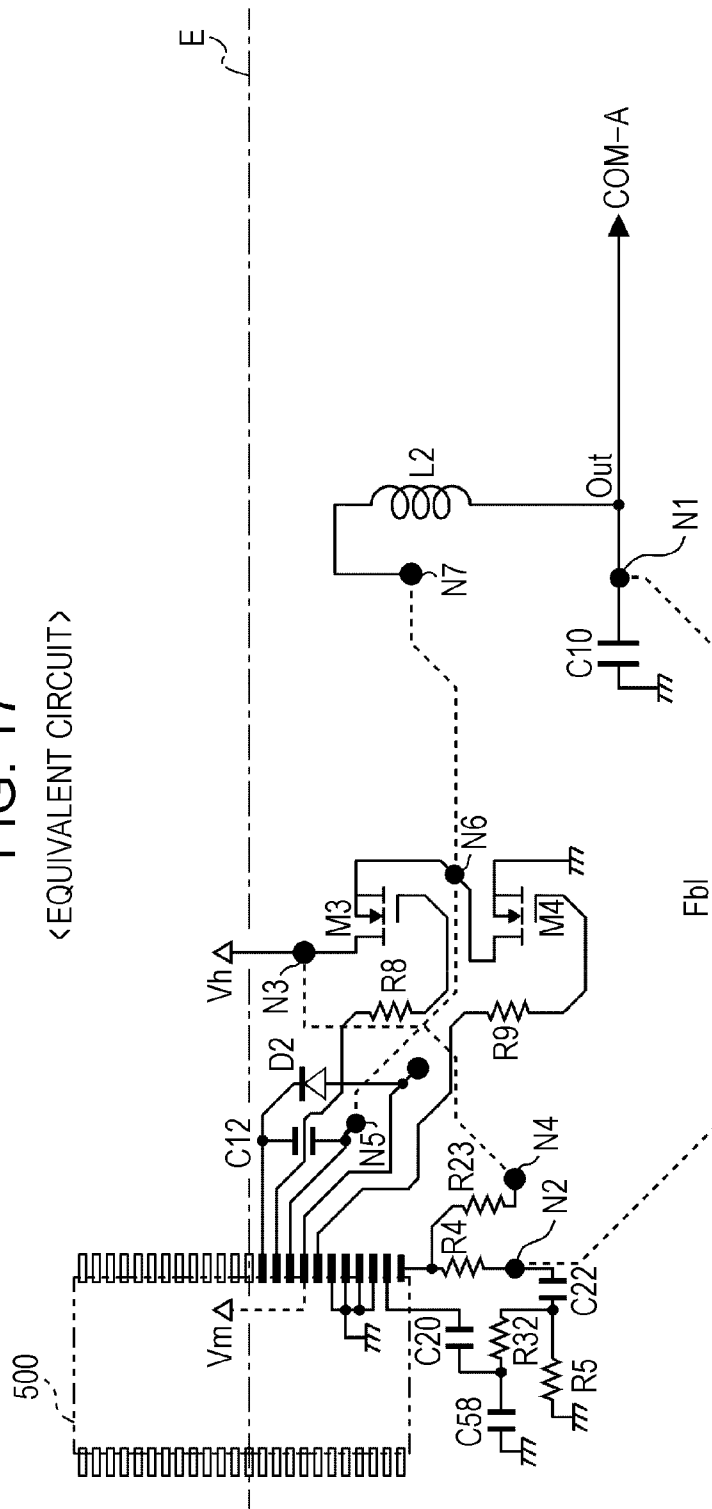 FIG. 17
<EQUIVALENT CIRCUIT>
500
E
Vm
Vh
C12
D2
N3
M3
R8
N5
N6
N7
L2
M4
R9
R23
R4
N4
N2
C20
C58
R32
C22
R5
Out
COM-A
N1
C10
Fbl